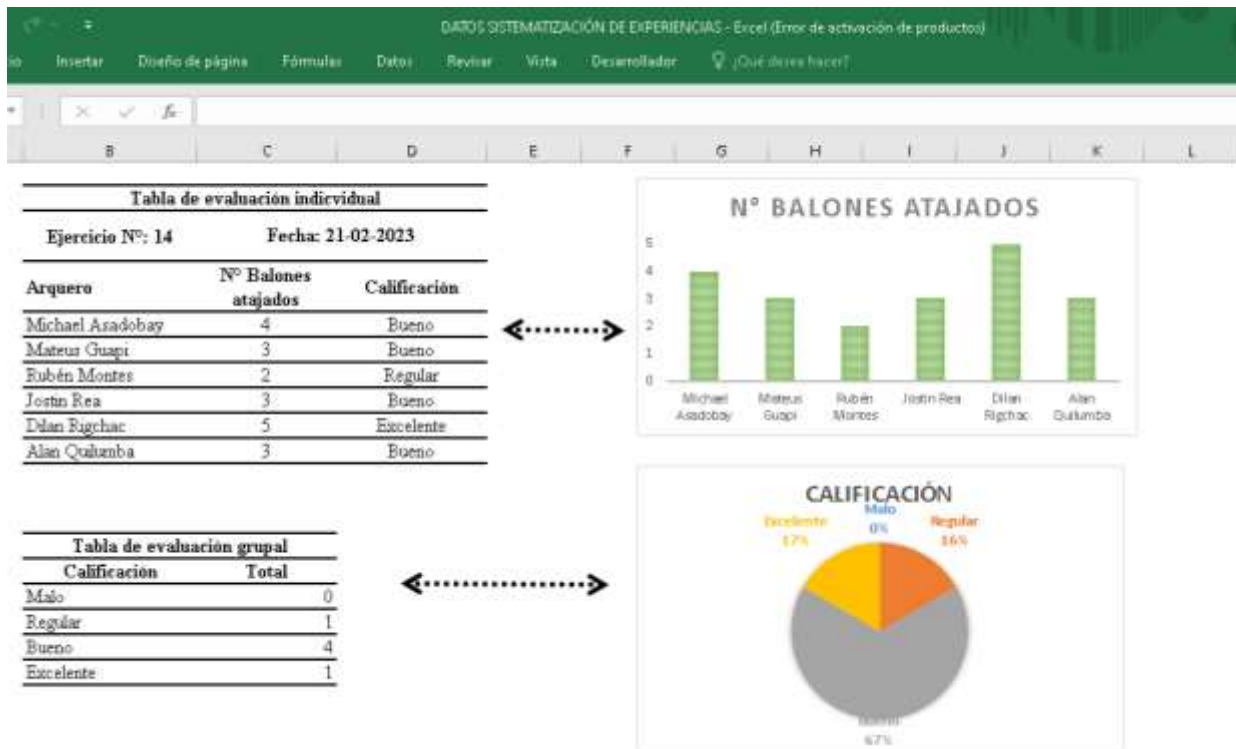 DATOS SISTEMATIZACIÓN DE EXPERIENCIAS - Excel (Error de activación de productos)
Insertar Diseño de página Fórmulas Datos Revisar Vista Desarrollador ¿Qué desea hacer?
fx
B C D E F G H I J K L
Tabla de evaluación indicvidual
Ejercicio Nº: 14 Fecha: 21-02-2023
Arquero Nº Balones atajados Calificación
Michael Asadobay 4 Bueno
Mateus Guapi 3 Bueno
Rubén Montes 2 Regular
Jostin Rea 3 Bueno
Dilan Rigchac 5 Excelente
Alan Quilumba 3 Bueno
Nº BALONES ATAJADOS
5
4
3
2
1
0
Michael Asadobay Mateus Guapi Rubén Montes Jostin Rea Dilan Rigchac Alan Quilumba
Tabla de evaluación grupal
Calificación Total
Malo 0
Regular 1
Bueno 4
Excelente 1
CALIFICACIÓN
Malo
0%
Excelente
17%
Regular
16%
67%